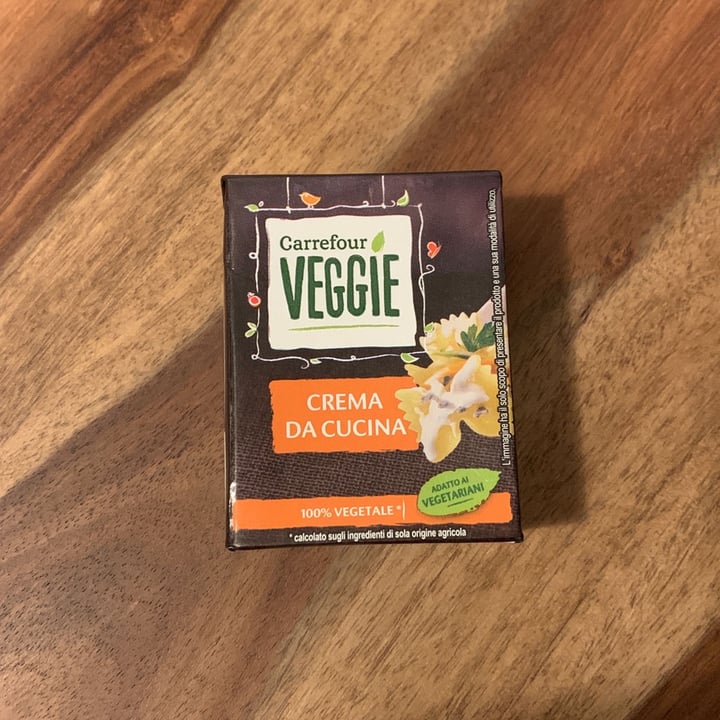 Carrefour
VEGGIE
CREMA
DA CUCINA
L'immagine ha il solo scopo di presentare il prodotto e una sua modalità di utilizzo.
ADATTO AI
VEGETARIANI
100% VEGETALE *
* calcolato sugli ingredienti di sola origine agricola